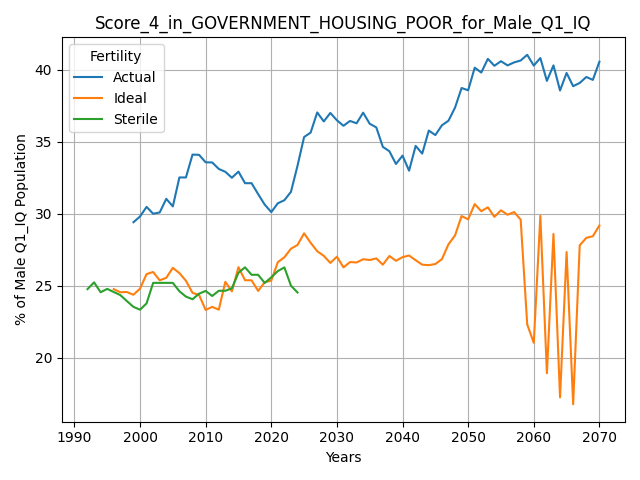 Score_4_in_GOVERNMENT_HOUSING_POOR_for_Male_Q1_IQ
Fertility
Actual
Ideal
Sterile
% of Male Q1_IQ Population
40
35
30
25
20
1990
2000
2010
2020
2030
2040
2050
2060
2070
Years